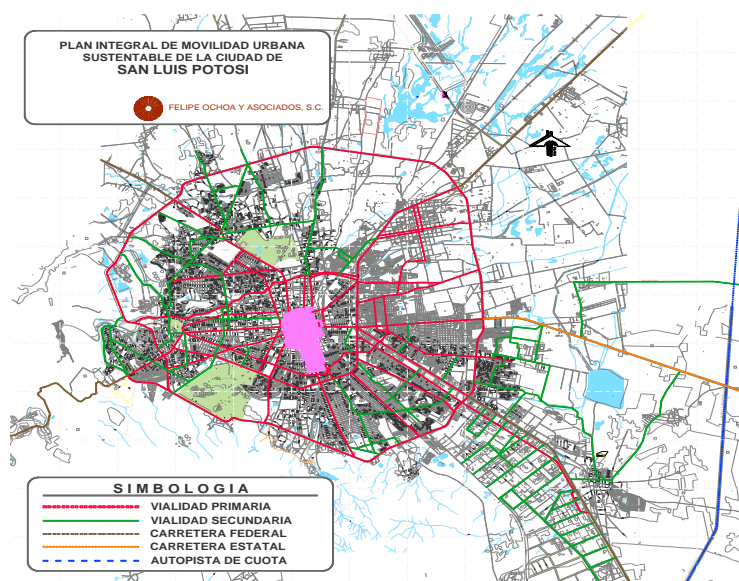 PLAN INTEGRAL DE MOVILIDAD URBANA
SUSTENTABLE DE LA CIUDAD DE
SAN LUIS POTOSI
FELIPE OCHOA Y ASOCIADOS, S.C.
SIMBOLOGIA
VIALIDAD PRIMARIA
VIALIDAD SECUNDARIA
CARRETERA FEDERAL
CARRETERA ESTATAL
AUTOPISTA DE CUOTA